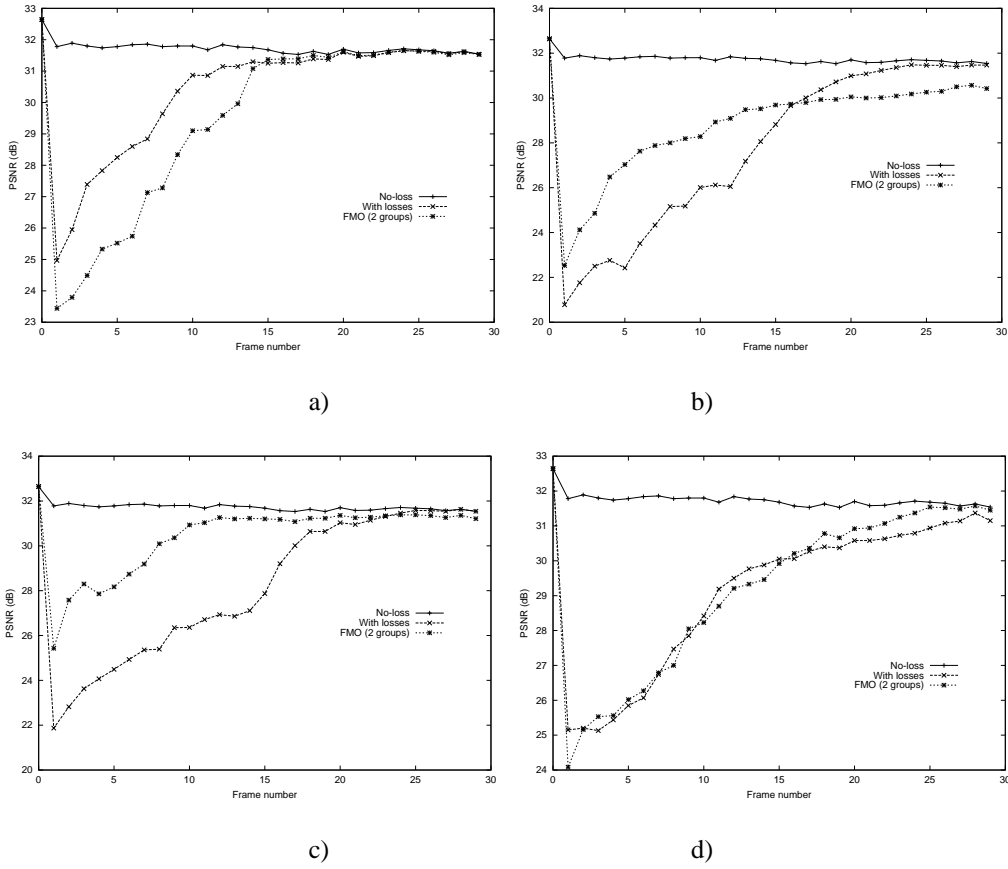 33
32
31
30
29
28
27
26
25
24
23
PSNR (dB)
No-loss
With losses
FMO (2 groups)
0 5 10 15 20 25 30
Frame number
a)
34
32
30
28
26
24
22
20
PSNR (dB)
No-loss
With losses
FMO (2 groups)
0 5 10 15 20 25 30
Frame number
b)
34
32
30
28
26
24
22
20
PSNR (dB)
No-loss
With losses
FMO (2 groups)
0 5 10 15 20 25 30
Frame number
c)
33
32
31
30
29
28
27
26
25
24
PSNR (dB)
No-loss
With losses
FMO (2 groups)
0 5 10 15 20 25 30
Frame number
d)